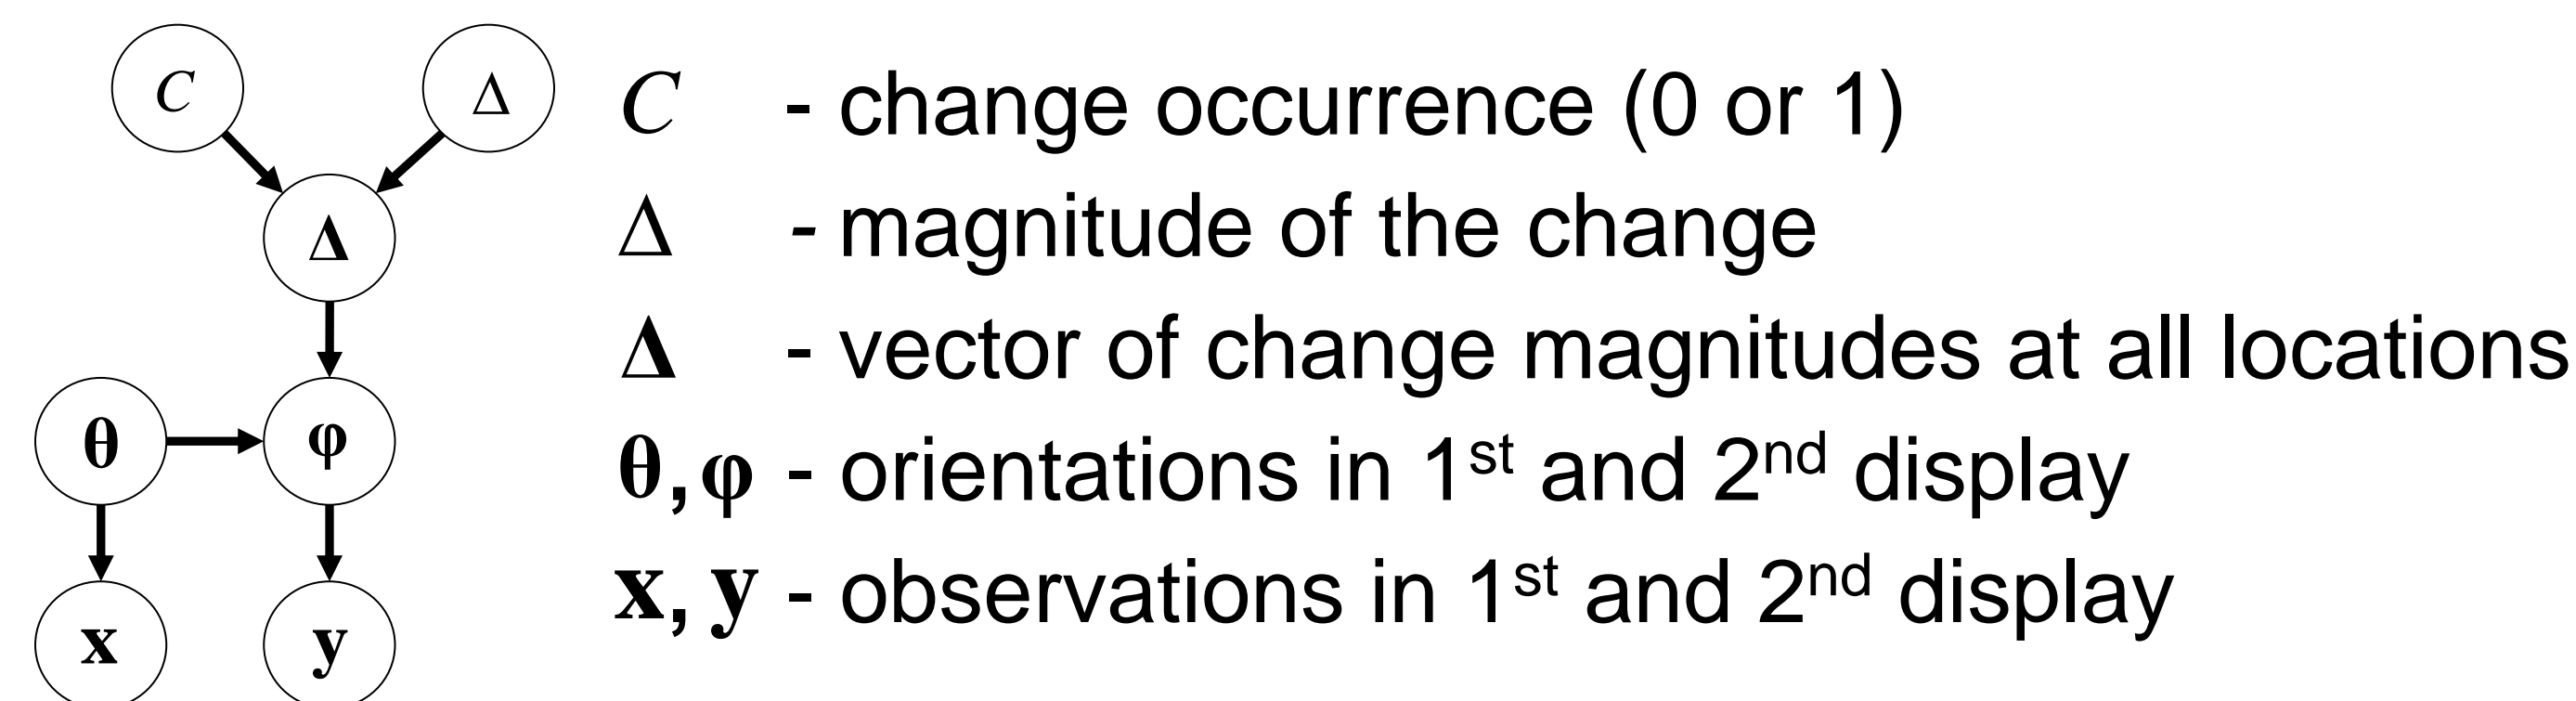 C Δ
Δ
θ φ
x y
C - change occurrence (0 or 1)
Δ - magnitude of the change
Δ - vector of change magnitudes at all locations
θ,φ - orientations in 1st and 2nd display
x,y - observations in 1st and 2nd display